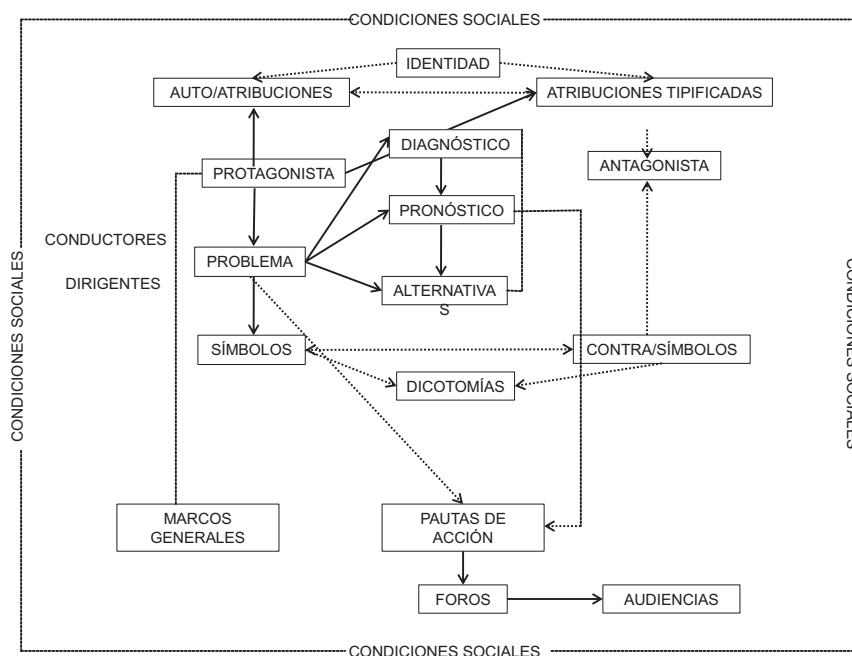 CONDICIONES SOCIALES
IDENTIDAD
AUTO/ATRIBUCIONES
ATRIBUCIONES TIPIFICADAS
DIAGNÓSTICO
ANTAGONISTA
PROTAGONISTA
PRONÓSTICO
CONDUCTORES
PROBLEMA
DIRIGENTES
ALTERNATIVA
S
CONDICIONES SOCIALES
CONDICIONES SOCIALES
SÍMBOLOS
CONTRA/SÍMBOLOS
DICOTOMÍAS
MARCOS
GENERALES
PAUTAS DE
ACCIÓN
FOROS
AUDIENCIAS
CONDICIONES SOCIALES